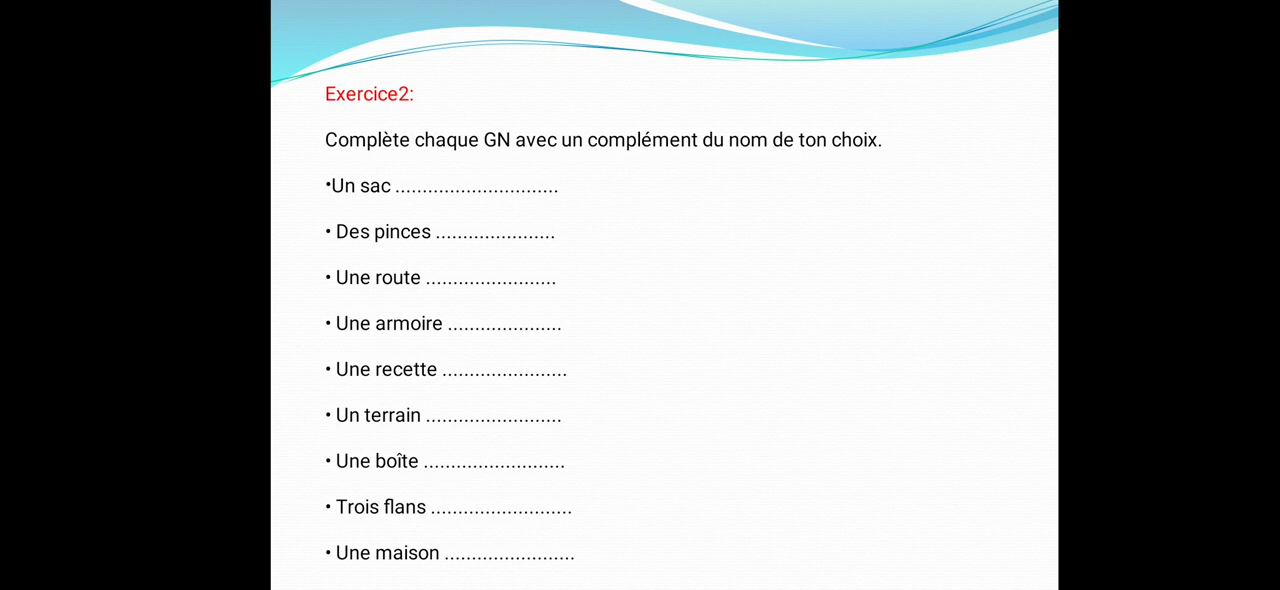 Exercice2:
Complète chaque GN avec un complément du nom de ton choix.
•Un sac ..............................
• Des pinces ......................
• Une route ........................
• Une armoire .....................
• Une recette .......................
• Un terrain .........................
• Une boîte ..........................
• Trois flans ..........................
• Une maison ........................